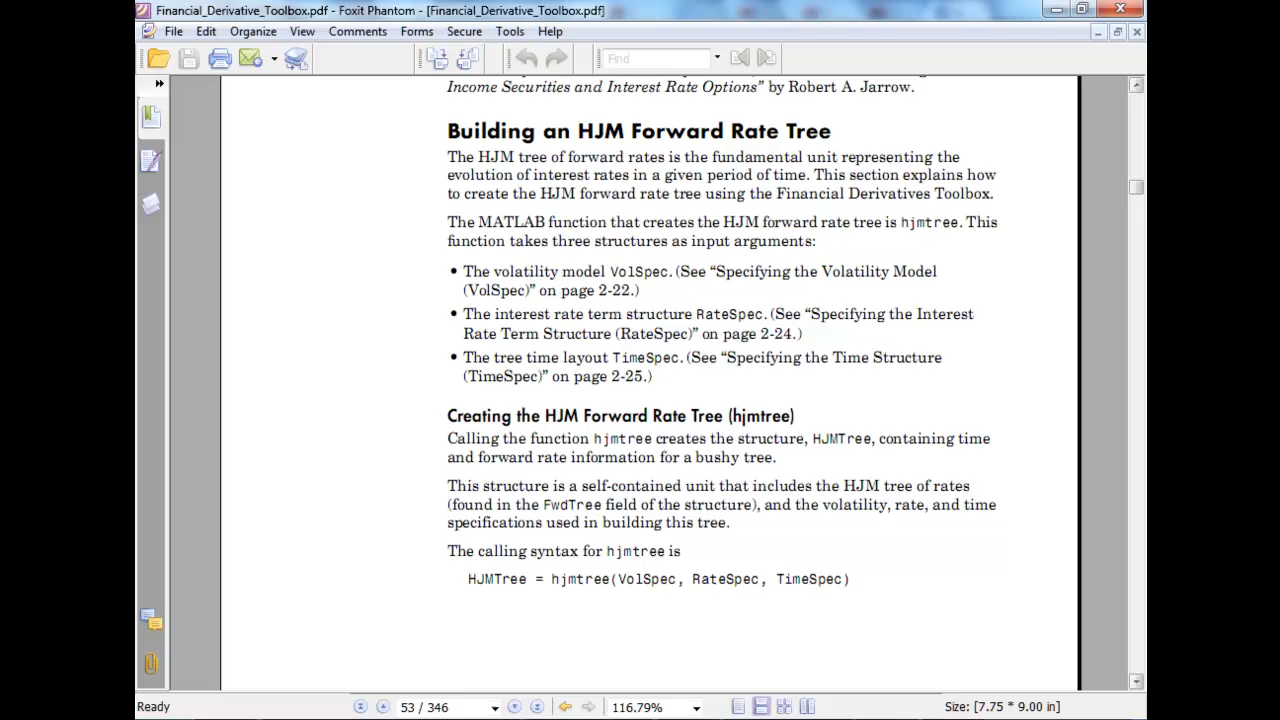 Financial_Derivative_Toolbox.pdf - Foxit Phantom - [Financial_Derivative_Toolbox.pdf]
File Edit Organize View Comments Forms Secure Tools Help
Find
Income Securities and Interest Rate Options” by Robert A. Jarrow.
Building an HJM Forward Rate Tree
The HJM tree of forward rates is the fundamental unit representing the
evolution of interest rates in a given period of time. This section explains how
to create the HJM forward rate tree using the Financial Derivatives Toolbox.
The MATLAB function that creates the HJM forward rate tree is hjmtree. This
function takes three structures as input arguments:
• The volatility model VolSpec. (See “Specifying the Volatility Model
(VolSpec)” on page 2-22.)
• The interest rate term structure RateSpec. (See “Specifying the Interest
Rate Term Structure (RateSpec)” on page 2-24.)
• The tree time layout TimeSpec. (See “Specifying the Time Structure
(TimeSpec)” on page 2-25.)
Creating the HJM Forward Rate Tree (hjmtree)
Calling the function hjmtree creates the structure, HJMTree, containing time
and forward rate information for a bushy tree.
This structure is a self-contained unit that includes the HJM tree of rates
(found in the FwdTree field of the structure), and the volatility, rate, and time
specifications used in building this tree.
The calling syntax for hjmtree is
HJMTree = hjmtree(VolSpec, RateSpec, TimeSpec)
Ready 53 / 346 116.79% Size: [7.75 * 9.00 in]